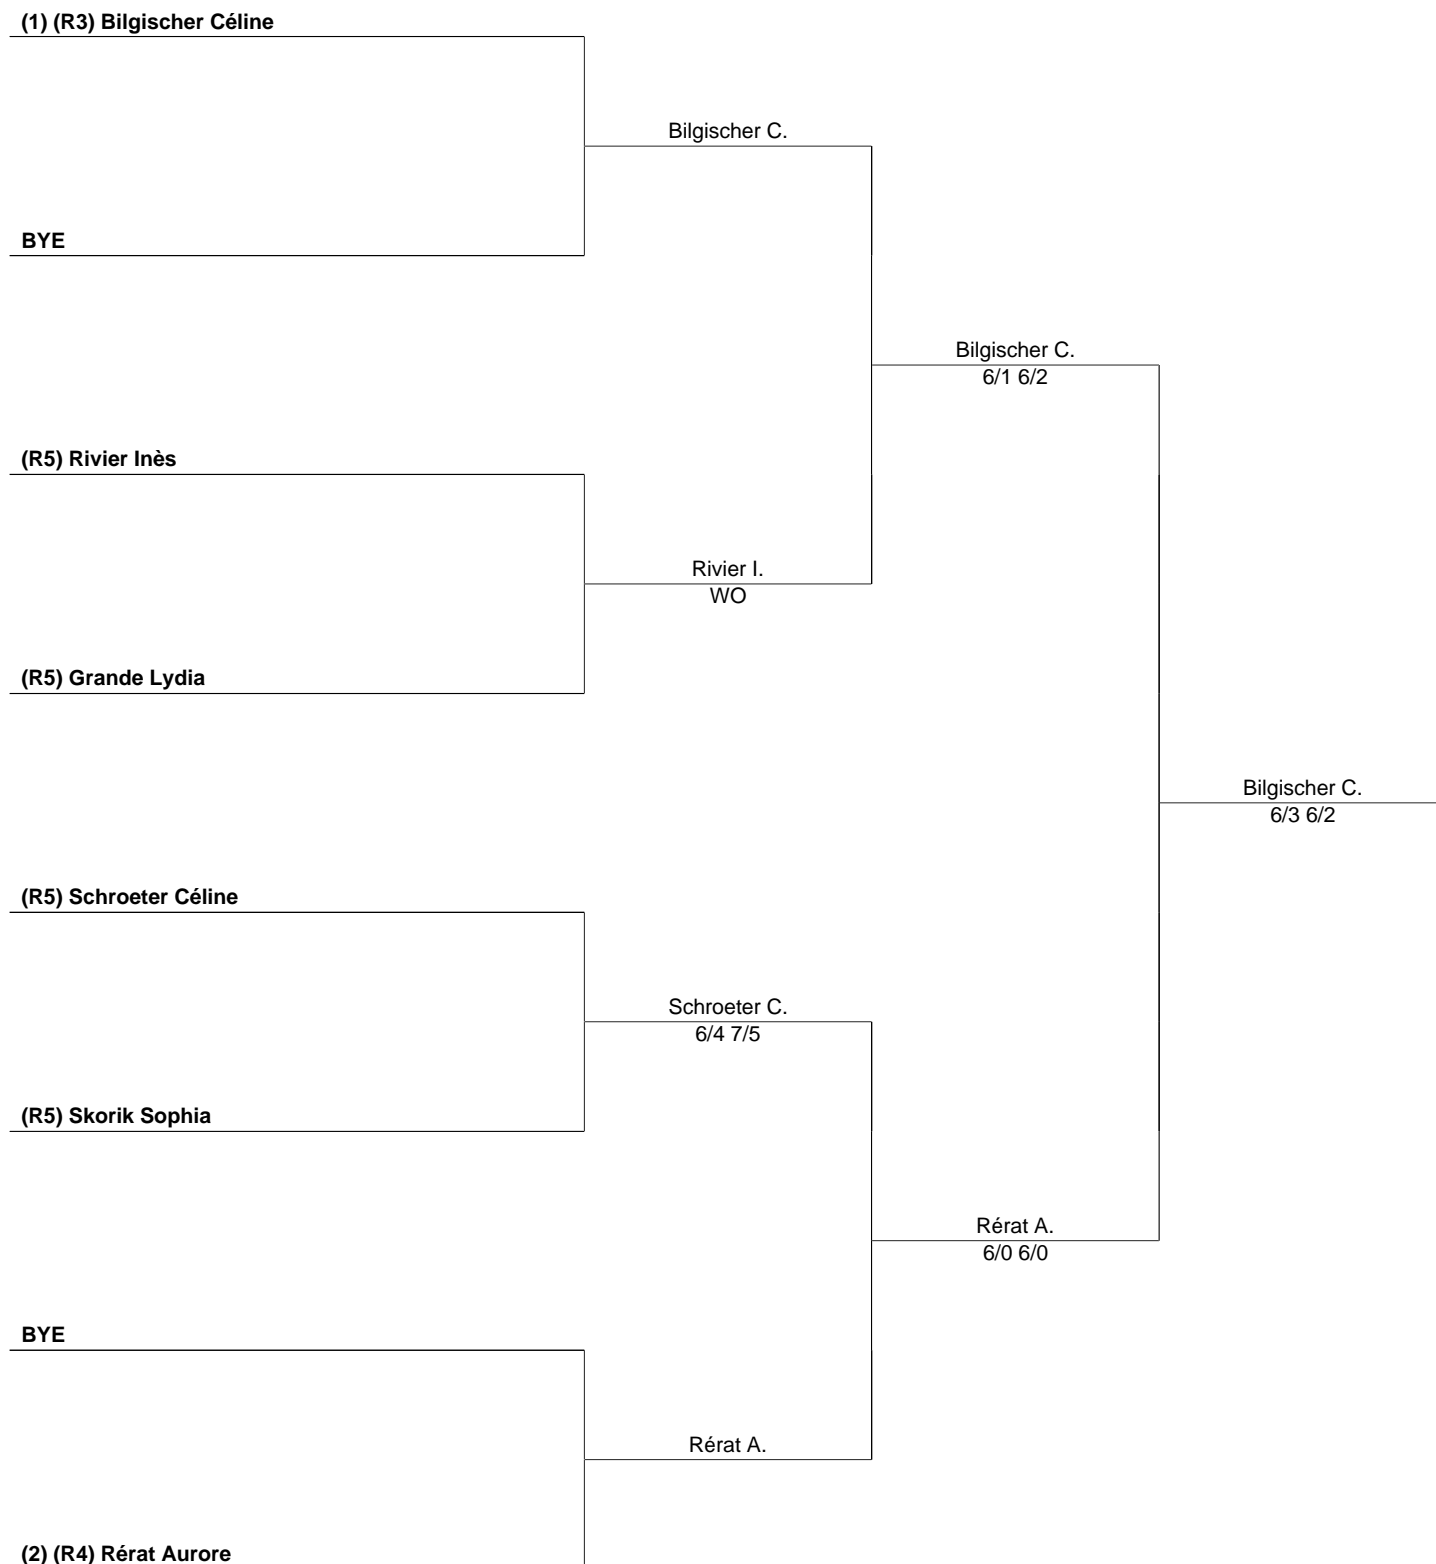 (1) (R3) Bilgischer Céline
Bilgischer C.
BYE
Bilgischer C.
6/1 6/2
(R5) Rivier Inès
Rivier I.
WO
(R5) Grande Lydia
Bilgischer C.
6/3 6/2
(R5) Schroeter Céline
Schroeter C.
6/4 7/5
(R5) Skorik Sophia
Rérat A.
6/0 6/0
BYE
Rérat A.
(2) (R4) Rérat Aurore